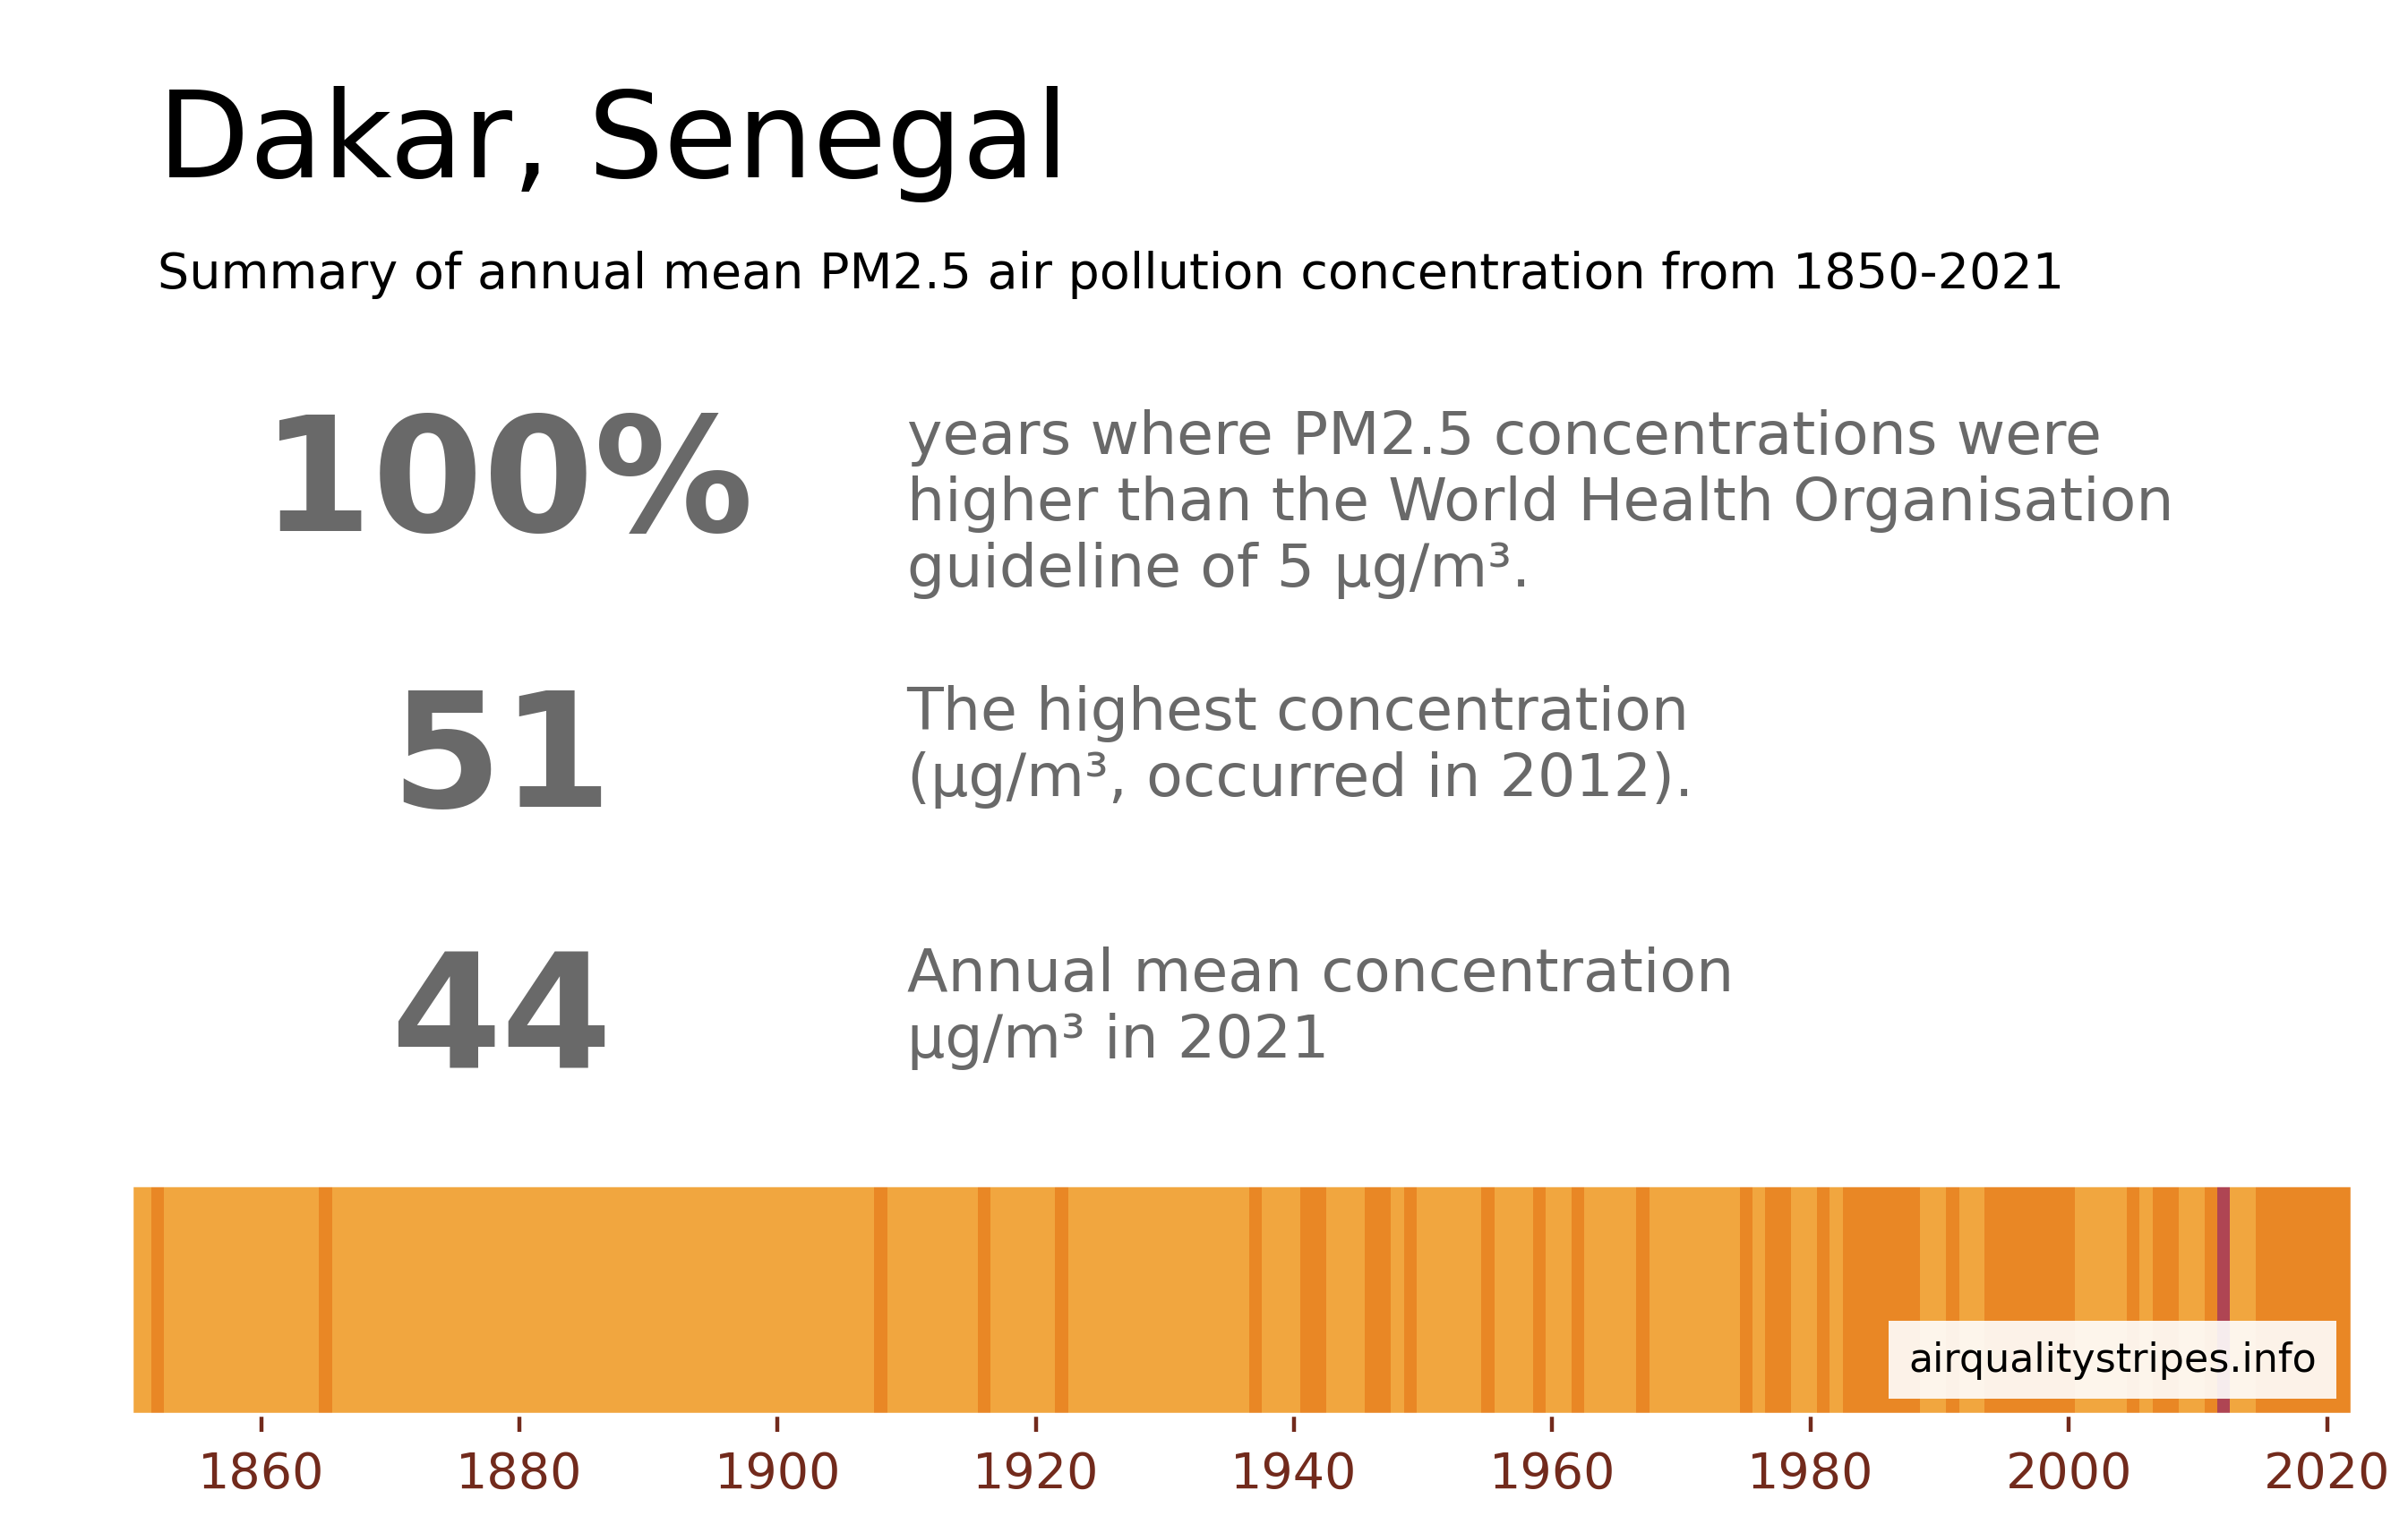 Dakar, Senegal
Summary of annual mean PM2.5 air pollution concentration from 1850-2021
100%
years where PM2.5 concentrations were
higher than the World Health Organisation
guideline of 5 µg/m³.
51
The highest concentration
(µg/m³, occurred in 2012).
44
Annual mean concentration
µg/m³ in 2021
airqualitystripes.info
1860 1880 1900 1920 1940 1960 1980 2000 2020